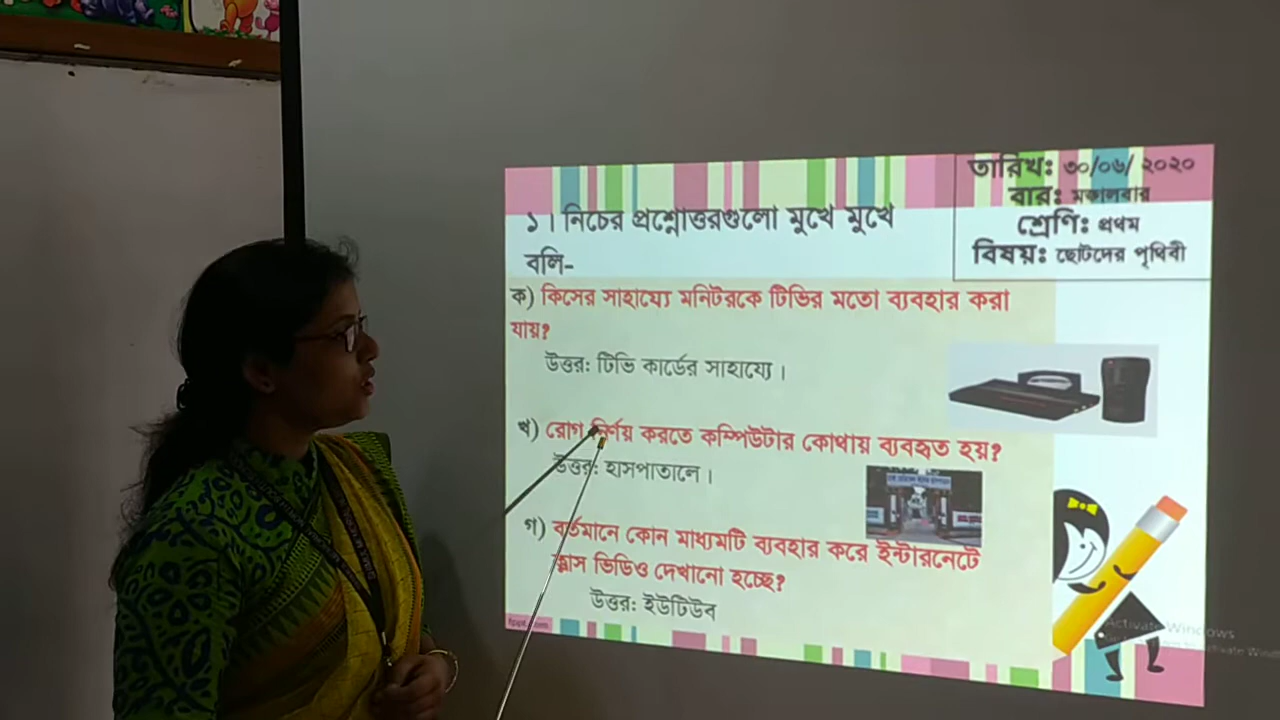 তারিখ: ৩০/০৬/ ২০২০
বার: মঙ্গলবার
শ্রেণি: প্রথম
বিষয়: ছোটদের পৃথিবী
১। নিচের প্রশ্নোত্তরগুলো মুখে মুখে
বলি-
ক) কিসের সাহায্যে মনিটরকে টিভির মতো ব্যবহার করা
যায়?
উত্তর: টিভি কার্ডের সাহায্যে।
খ) রোগ নির্ণয় করতে কম্পিউটার কোথায় ব্যবহৃত হয়?
উত্তর: হাসপাতালে।
গ) বর্তমানে কোন মাধ্যমটি ব্যবহার করে ইন্টারনেটে
ক্লাস ভিডিও দেখানো হচ্ছে?
উত্তর: ইউটিউব
fppt.com
Activate Windows